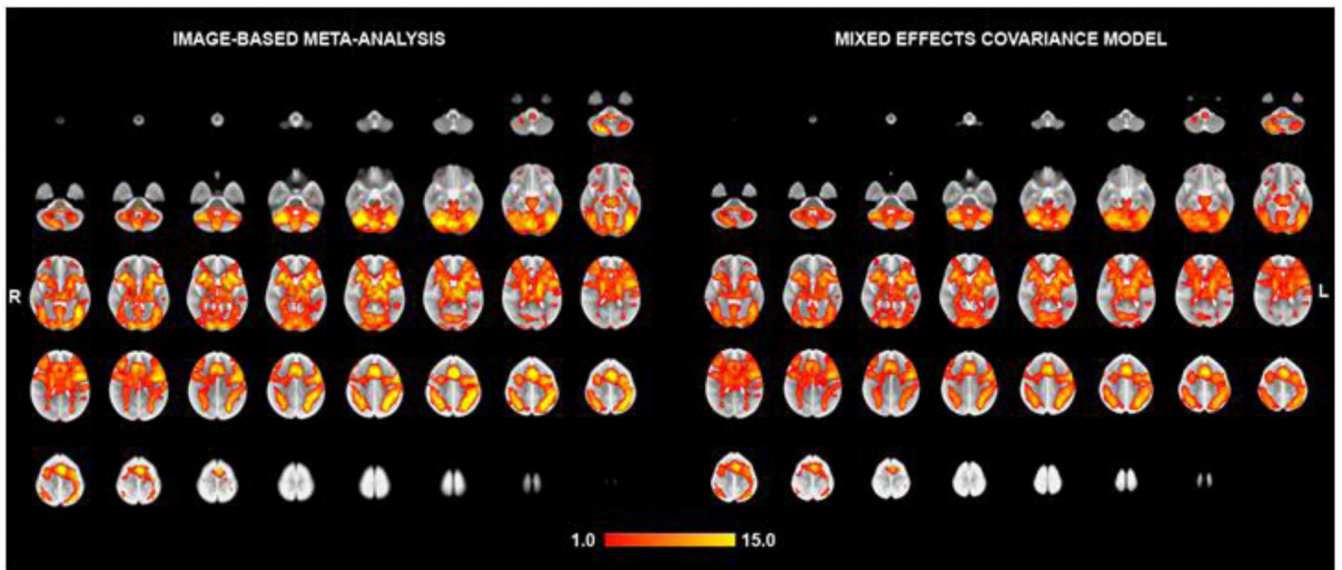 IMAGE-BASED META-ANALYSIS
MIXED EFFECTS COVARIANCE MODEL
R
L
1.0 15.0